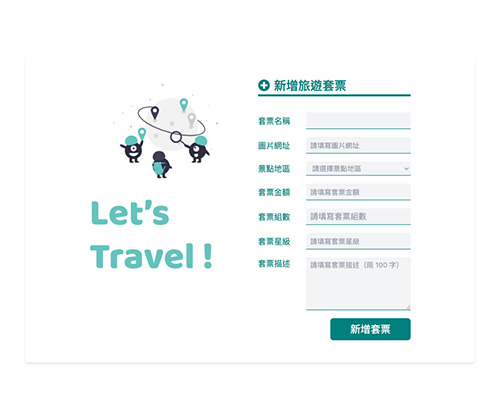 新增旅遊套票
套票名稱
圖片網址 請填寫圖片網址
景點地區 請選擇景點地區
套票金額 請填寫套票金額
套票組數 請填寫套票組數
套票星級 請填寫套票星級
套票描述 請填寫套票描述（限 100 字）
Let's
Travel !
新增套票